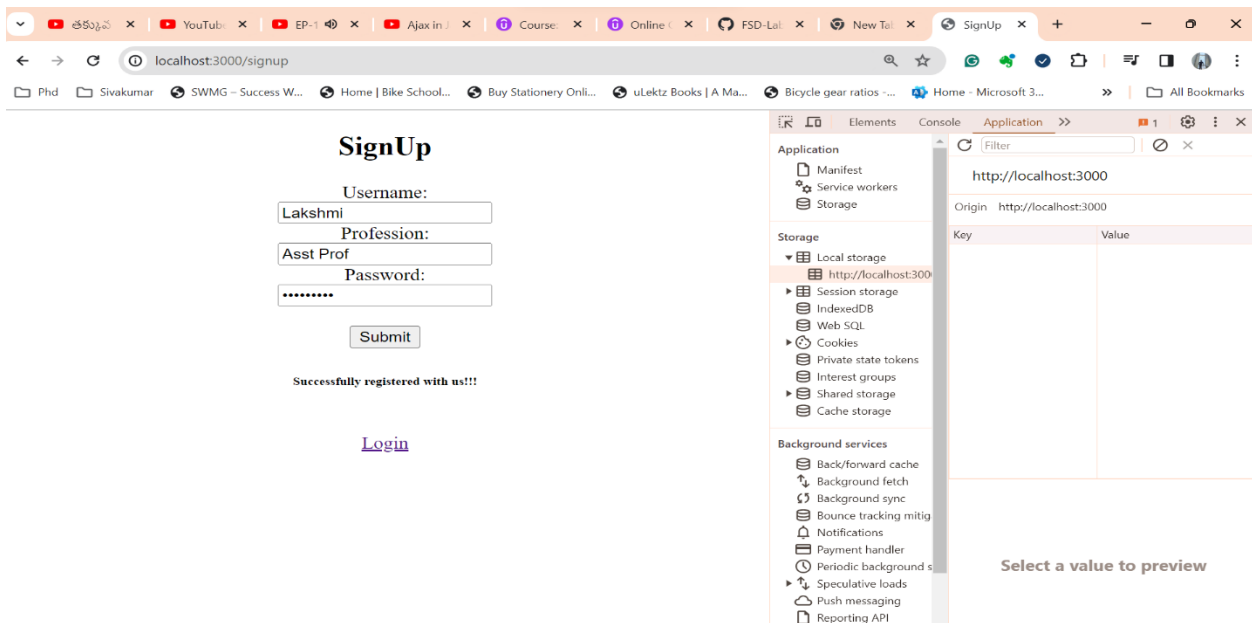 తెక్కువ
YouTub
EP-1
Ajax in J
Course:
Online C
FSD-Lab
New Tab
SignUp
localhost:3000/signup
Phd
Sivakumar
SWMG – Success W...
Home | Bike School...
Buy Stationery Onli...
uLektz Books | A Ma...
Bicycle gear ratios -...
Home - Microsoft 3...
»
All Bookmarks
SignUp
Username:
Lakshmi
Profession:
Asst Prof
Password:
•••••••••
Submit
Successfully registered with us!!!
Login
Elements
Console
Application
1
Application
Manifest
Service workers
Storage
Storage
Local storage
http://localhost:300
Session storage
IndexedDB
Web SQL
Cookies
Private state tokens
Interest groups
Shared storage
Cache storage
Background services
Back/forward cache
Background fetch
Background sync
Bounce tracking mitig
Notifications
Payment handler
Periodic background s
Speculative loads
Push messaging
Reporting API
Filter
http://localhost:3000
Origin http://localhost:3000
Key Value
Select a value to preview